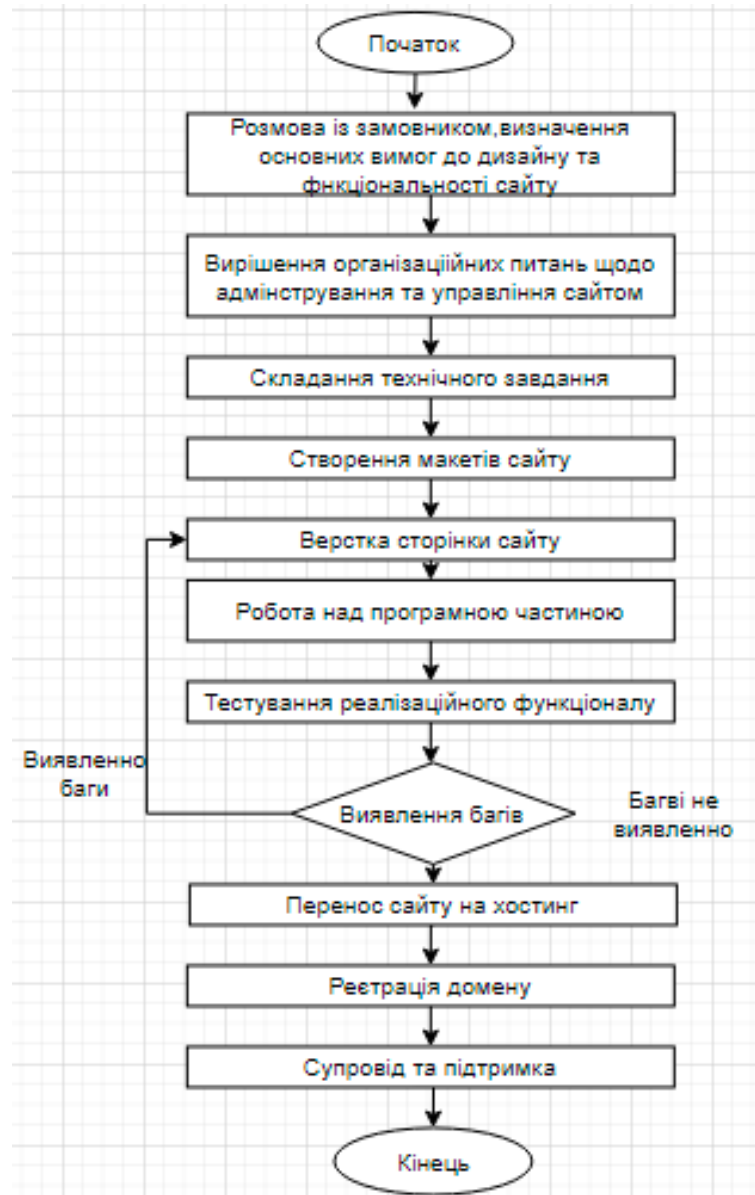 Початок
Розмова із замовником,визначення
основних вимог до дизайну та
фнкціональності сайту
Вирішення організаціійних питань щодо
адмінстрування та управління сайтом
Складання технічного завдання
Створення макетів сайту
Верстка сторінки сайту
Робота над програмною частиною
Тестування реалізаційного функціоналу
Виявленно
баги
Виявлення багів
Багві не
виявленно
Перенос сайту на хостинг
Реєтрація домену
Супровід та підтримка
Кінець